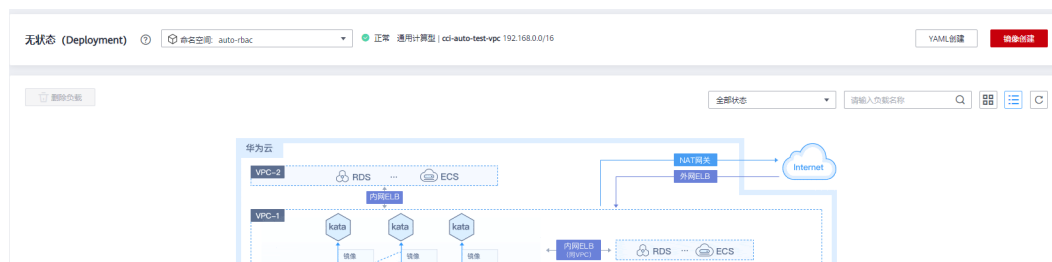 无状态 (Deployment) ? 命名空间: auto-rbac 正常 通用计算型 | cci-auto-test-vpc 192.168.0.0/16 YAML创建 镜像创建
删除负载 全部状态 请输入负载名称
华为云
NAT网关
Internet
VPC-2 RDS ... ECS 外网ELB
内网ELB
VPC-1
kata kata kata
内网ELB
(同VPC)
RDS ... ECS
镜像 镜像 镜像